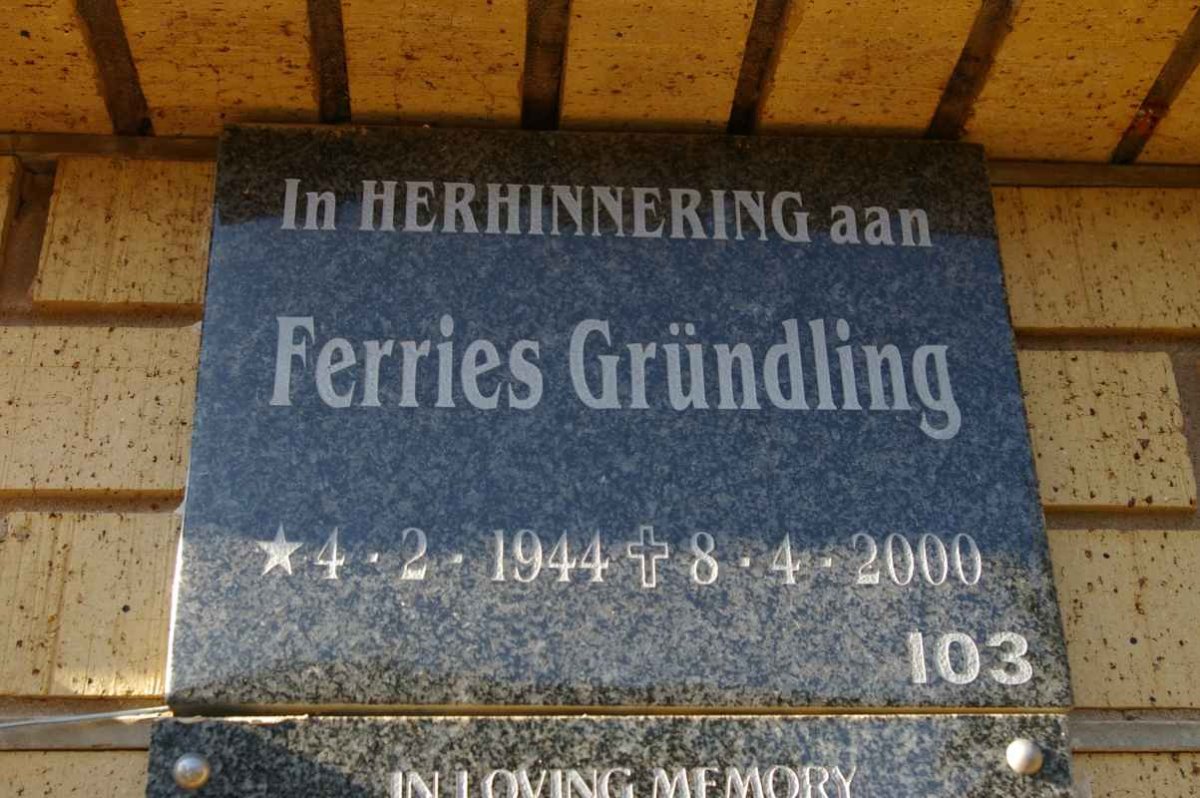 In HERHINNERING aan
Ferries Gründling
★ 4 - 2 - 1944 ✝ 8 - 4 - 2000
103
IN LOVING MEMORY